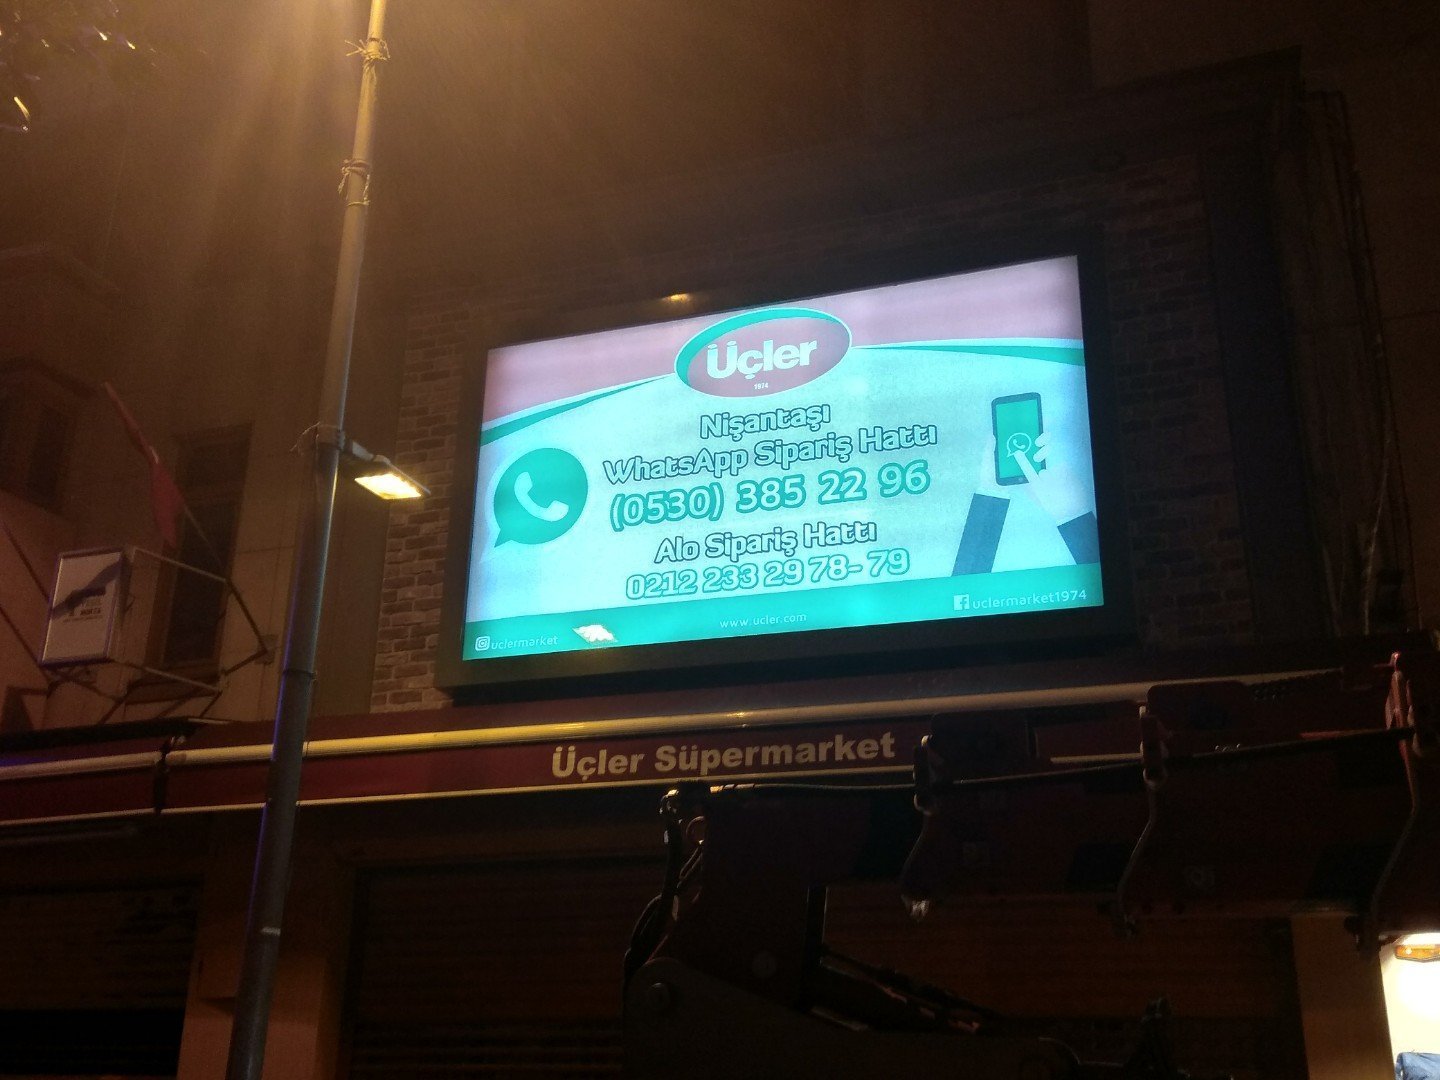 Üçler
1974
Nişantaşı
WhatsApp Sipariş Hattı
(0530) 385 22 96
Alo Sipariş Hattı
0212 233 29 78-79
uclermarket
www.ucler.com
uclermarket1974
Üçler Süpermarket